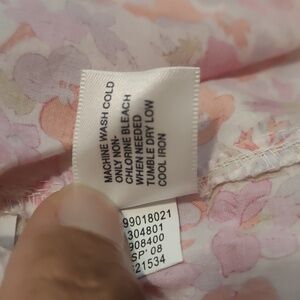 MACHINE WASH COLD
ONLY NON-
CHLORINE BLEACH
WHEN NEEDED
TUMBLE DRY LOW
COOL IRON
99018021
304801
908400
SP' 08
21534